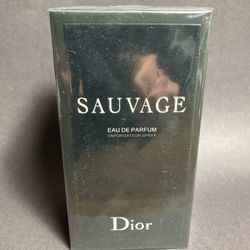 SAUVAGE
EAU DE PARFUM
VAPORISATEUR SPRAY
Dior